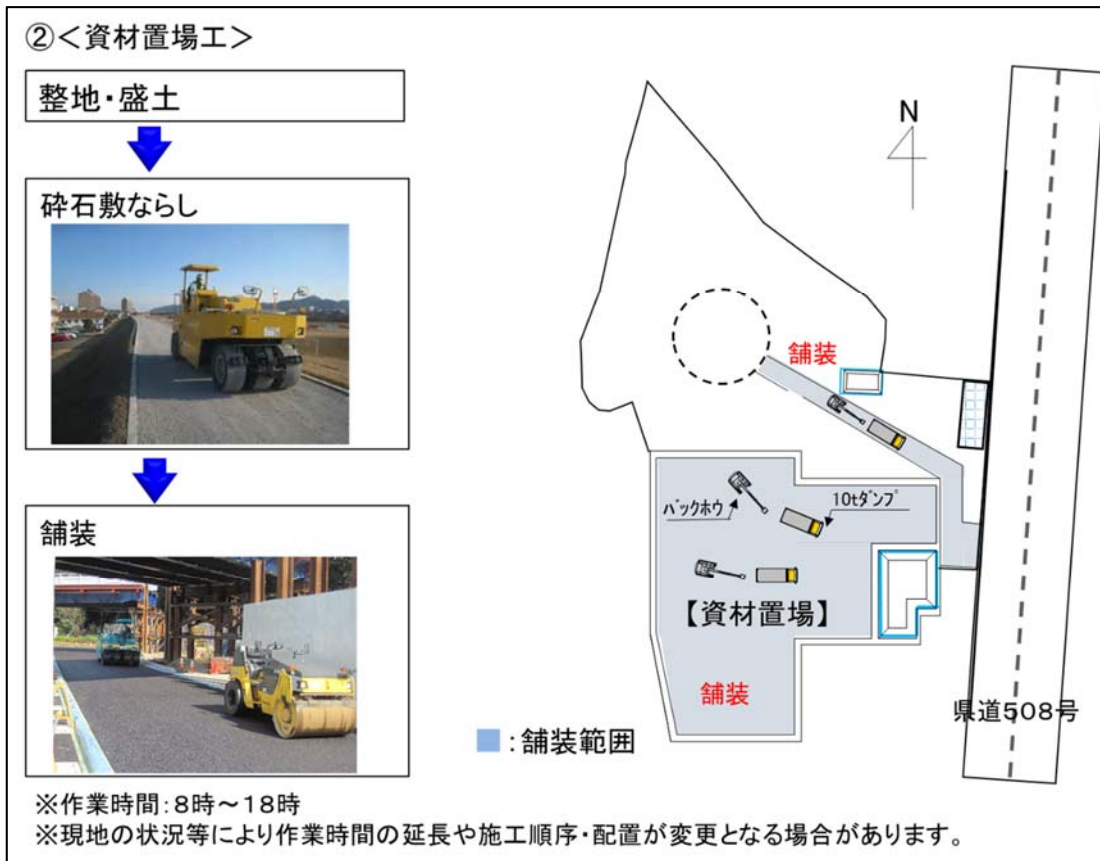 ②＜資材置場工＞
整地・盛土
砕石敷ならし
舗装
※作業時間：８時～１８時
※現地の状況等により作業時間の延長や施工順序・配置が変更となる場合があります。
N
舗装
ﾊﾞｯｸﾎｳ
10tﾀﾞﾝﾌﾟ
【資材置場】
舗装
県道５０８号
：舗装範囲